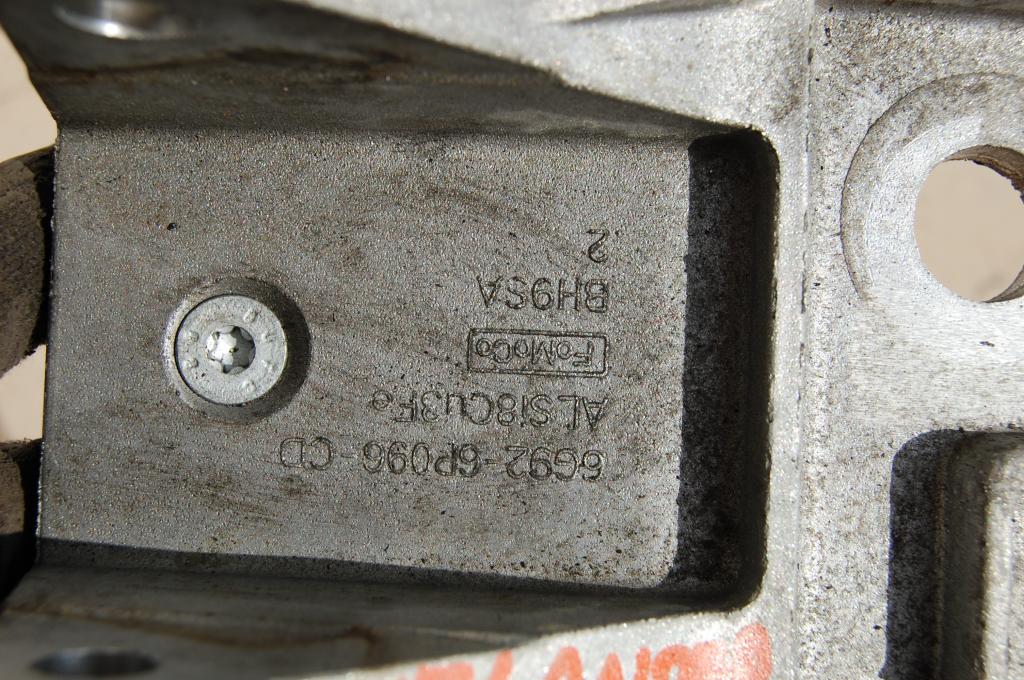 6G92-6P096-CD
ALSi8Cu3Fe
FoMoCo
BH9SA
2